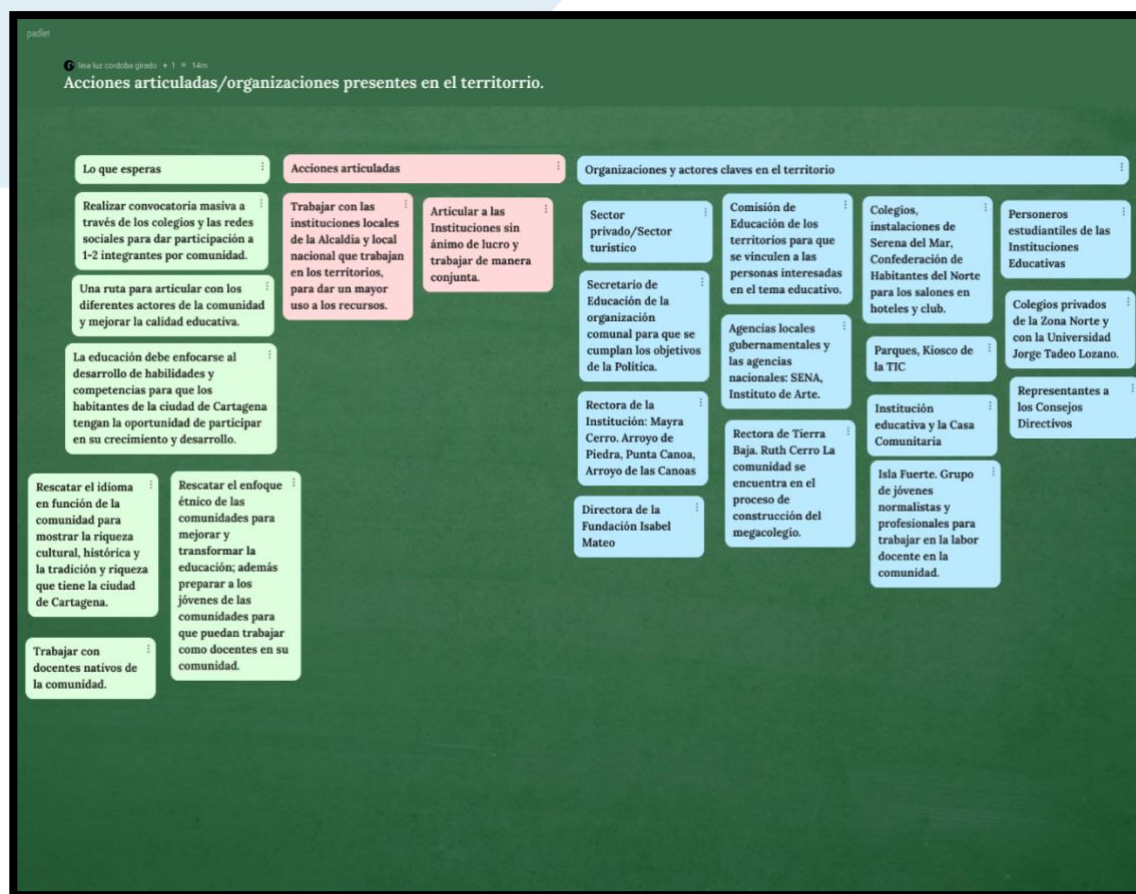 padlet
lina luz cordoba girado + 1 14m
Acciones articuladas/organizaciones presentes en el territorrio.
Lo que esperas
Realizar convocatoria masiva a
través de los colegios y las redes
sociales para dar participación a
1-2 integrantes por comunidad.
Una ruta para articular con los
diferentes actores de la comunidad
y mejorar la calidad educativa.
La educación debe enfocarse al
desarrollo de habilidades y
competencias para que los
habitantes de la ciudad de Cartagena
tengan la oportunidad de participar
en su crecimiento y desarrollo.
Rescatar el idioma
en función de la
comunidad para
mostrar la riqueza
cultural, histórica y
la tradición y riqueza
que tiene la ciudad
de Cartagena.
Rescatar el enfoque
étnico de las
comunidades para
mejorar y
transformar la
educación; además
preparar a los
jóvenes de las
comunidades para
que puedan trabajar
como docentes en su
comunidad.
Trabajar con
docentes nativos de
la comunidad.
Acciones articuladas
Trabajar con las
instituciones locales
de la Alcaldía y local
nacional que trabajan
en los territorios,
para dar un mayor
uso a los recursos.
Articular a las
Instituciones sin
ánimo de lucro y
trabajar de manera
conjunta.
Organizaciones y actores claves en el territorio
Sector
privado/Sector
turístico
Secretario de
Educación de la
organización
comunal para que se
cumplan los objetivos
de la Política.
Rectora de la
Institución: Mayra
Cerro. Arroyo de
Piedra, Punta Canoa,
Arroyo de las Canoas
Directora de la
Fundación Isabel
Mateo
Comisión de
Educación de los
territorios para que
se vinculen a las
personas interesadas
en el tema educativo.
Agencias locales
gubernamentales y
las agencias
nacionales: SENA,
Instituto de Arte.
Rectora de Tierra
Baja. Ruth Cerro La
comunidad se
encuentra en el
proceso de
construcción del
megacolegio.
Colegios,
instalaciones de
Serena del Mar,
Confederación de
Habitantes del Norte
para los salones en
hoteles y club.
Parques, Kiosco de
la TIC
Institución
educativa y la Casa
Comunitaria
Isla Fuerte. Grupo
de jóvenes
normalistas y
profesionales para
trabajar en la labor
docente en la
comunidad.
Personeros
estudiantiles de las
Instituciones
Educativas
Colegios privados
de la Zona Norte y
con la Universidad
Jorge Tadeo Lozano.
Representantes a
los Consejos
Directivos